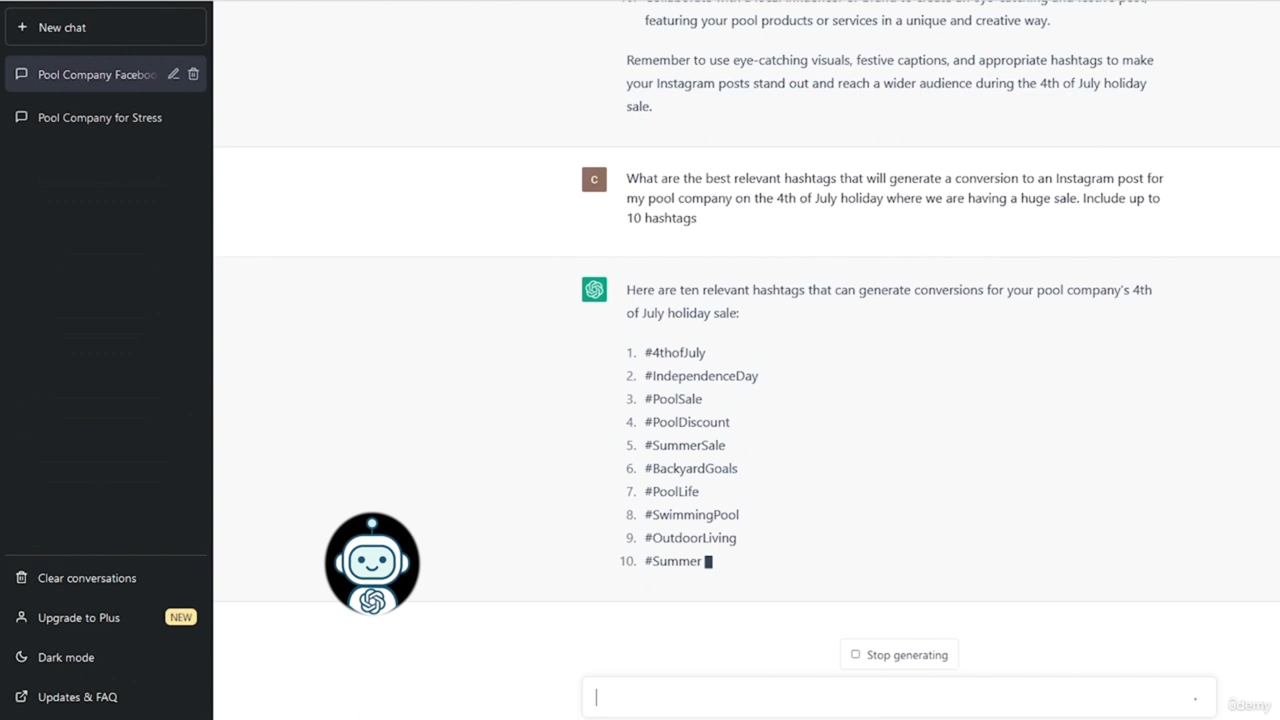 New chat
Pool Company Faceboo
Pool Company for Stress
Clear conversations
Upgrade to Plus NEW
Dark mode
Updates & FAQ
featuring your pool products or services in a unique and creative way.
Remember to use eye-catching visuals, festive captions, and appropriate hashtags to make
your Instagram posts stand out and reach a wider audience during the 4th of July holiday
sale.
C
What are the best relevant hashtags that will generate a conversion to an Instagram post for
my pool company on the 4th of July holiday where we are having a huge sale. Include up to
10 hashtags
Here are ten relevant hashtags that can generate conversions for your pool company's 4th
of July holiday sale:
1. #4thofJuly
2. #IndependenceDay
3. #PoolSale
4. #PoolDiscount
5. #SummerSale
6. #BackyardGoals
7. #PoolLife
8. #SwimmingPool
9. #OutdoorLiving
10. #Summer
Stop generating
ûdemy